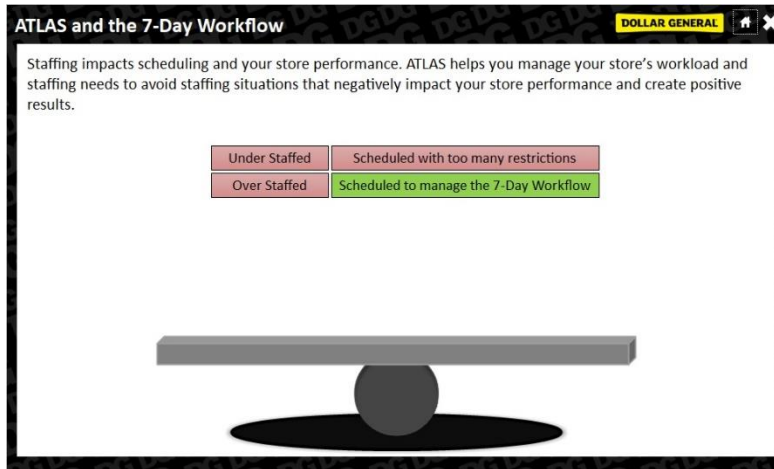 ATLAS and the 7-Day Workflow
DOLLAR GENERAL
Staffing impacts scheduling and your store performance. ATLAS helps you manage your store's workload and
staffing needs to avoid staffing situations that negatively impact your store performance and create positive
results.
Under Staffed
Scheduled with too many restrictions
Over Staffed
Scheduled to manage the 7-Day Workflow